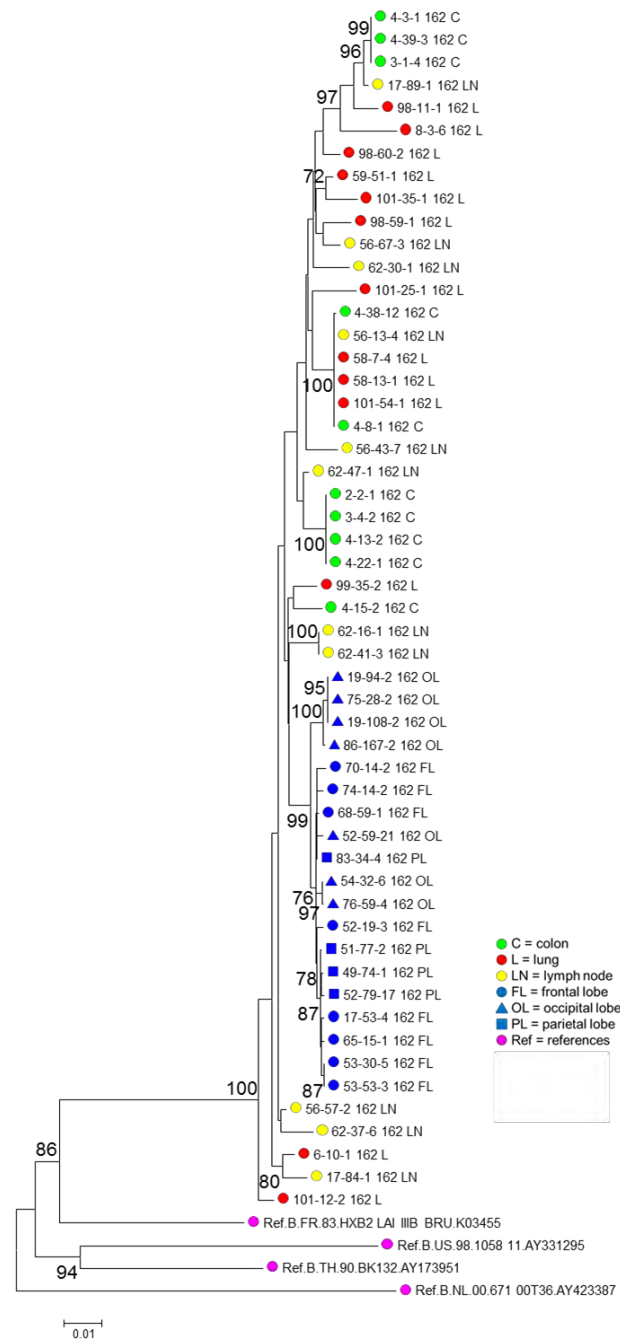 4-3-1 162 C
99
4-39-3 162 C
96
3-1-4 162 C
17-89-1 162 LN
97
98-11-1 162 L
8-3-6 162 L
98-60-2 162 L
72
59-51-1 162 L
101-35-1 162 L
98-59-1 162 L
56-67-3 162 LN
62-30-1 162 LN
101-25-1 162 L
4-38-12 162 C
56-13-4 162 LN
58-7-4 162 L
100
58-13-1 162 L
101-54-1 162 L
4-8-1 162 C
56-43-7 162 LN
62-47-1 162 LN
2-2-1 162 C
3-4-2 162 C
100
4-13-2 162 C
4-22-1 162 C
99-35-2 162 L
4-15-2 162 C
100
62-16-1 162 LN
62-41-3 162 LN
19-94-2 162 OL
95
75-28-2 162 OL
100
19-108-2 162 OL
86-167-2 162 OL
70-14-2 162 FL
74-14-2 162 FL
68-59-1 162 FL
99
52-59-21 162 OL
83-34-4 162 PL
54-32-6 162 OL
76
76-59-4 162 OL
97
52-19-3 162 FL
51-77-2 162 PL
78
49-74-1 162 PL
52-79-17 162 PL
87
17-53-4 162 FL
65-15-1 162 FL
53-30-5 162 FL
87
53-53-3 162 FL
100
56-57-2 162 LN
62-37-6 162 LN
86
6-10-1 162 L
80
17-84-1 162 LN
101-12-2 162 L
Ref.B.FR.83.HXB2 LAI IIIB BRU.K03455
Ref.B.US.98.1058 11.AY331295
94
Ref.B.TH.90.BK132.AY173951
Ref.B.NL.00.671 00T36.AY423387
0.01
C = colon
L = lung
LN = lymph node
FL = frontal lobe
OL = occipital lobe
PL = parietal lobe
Ref = references